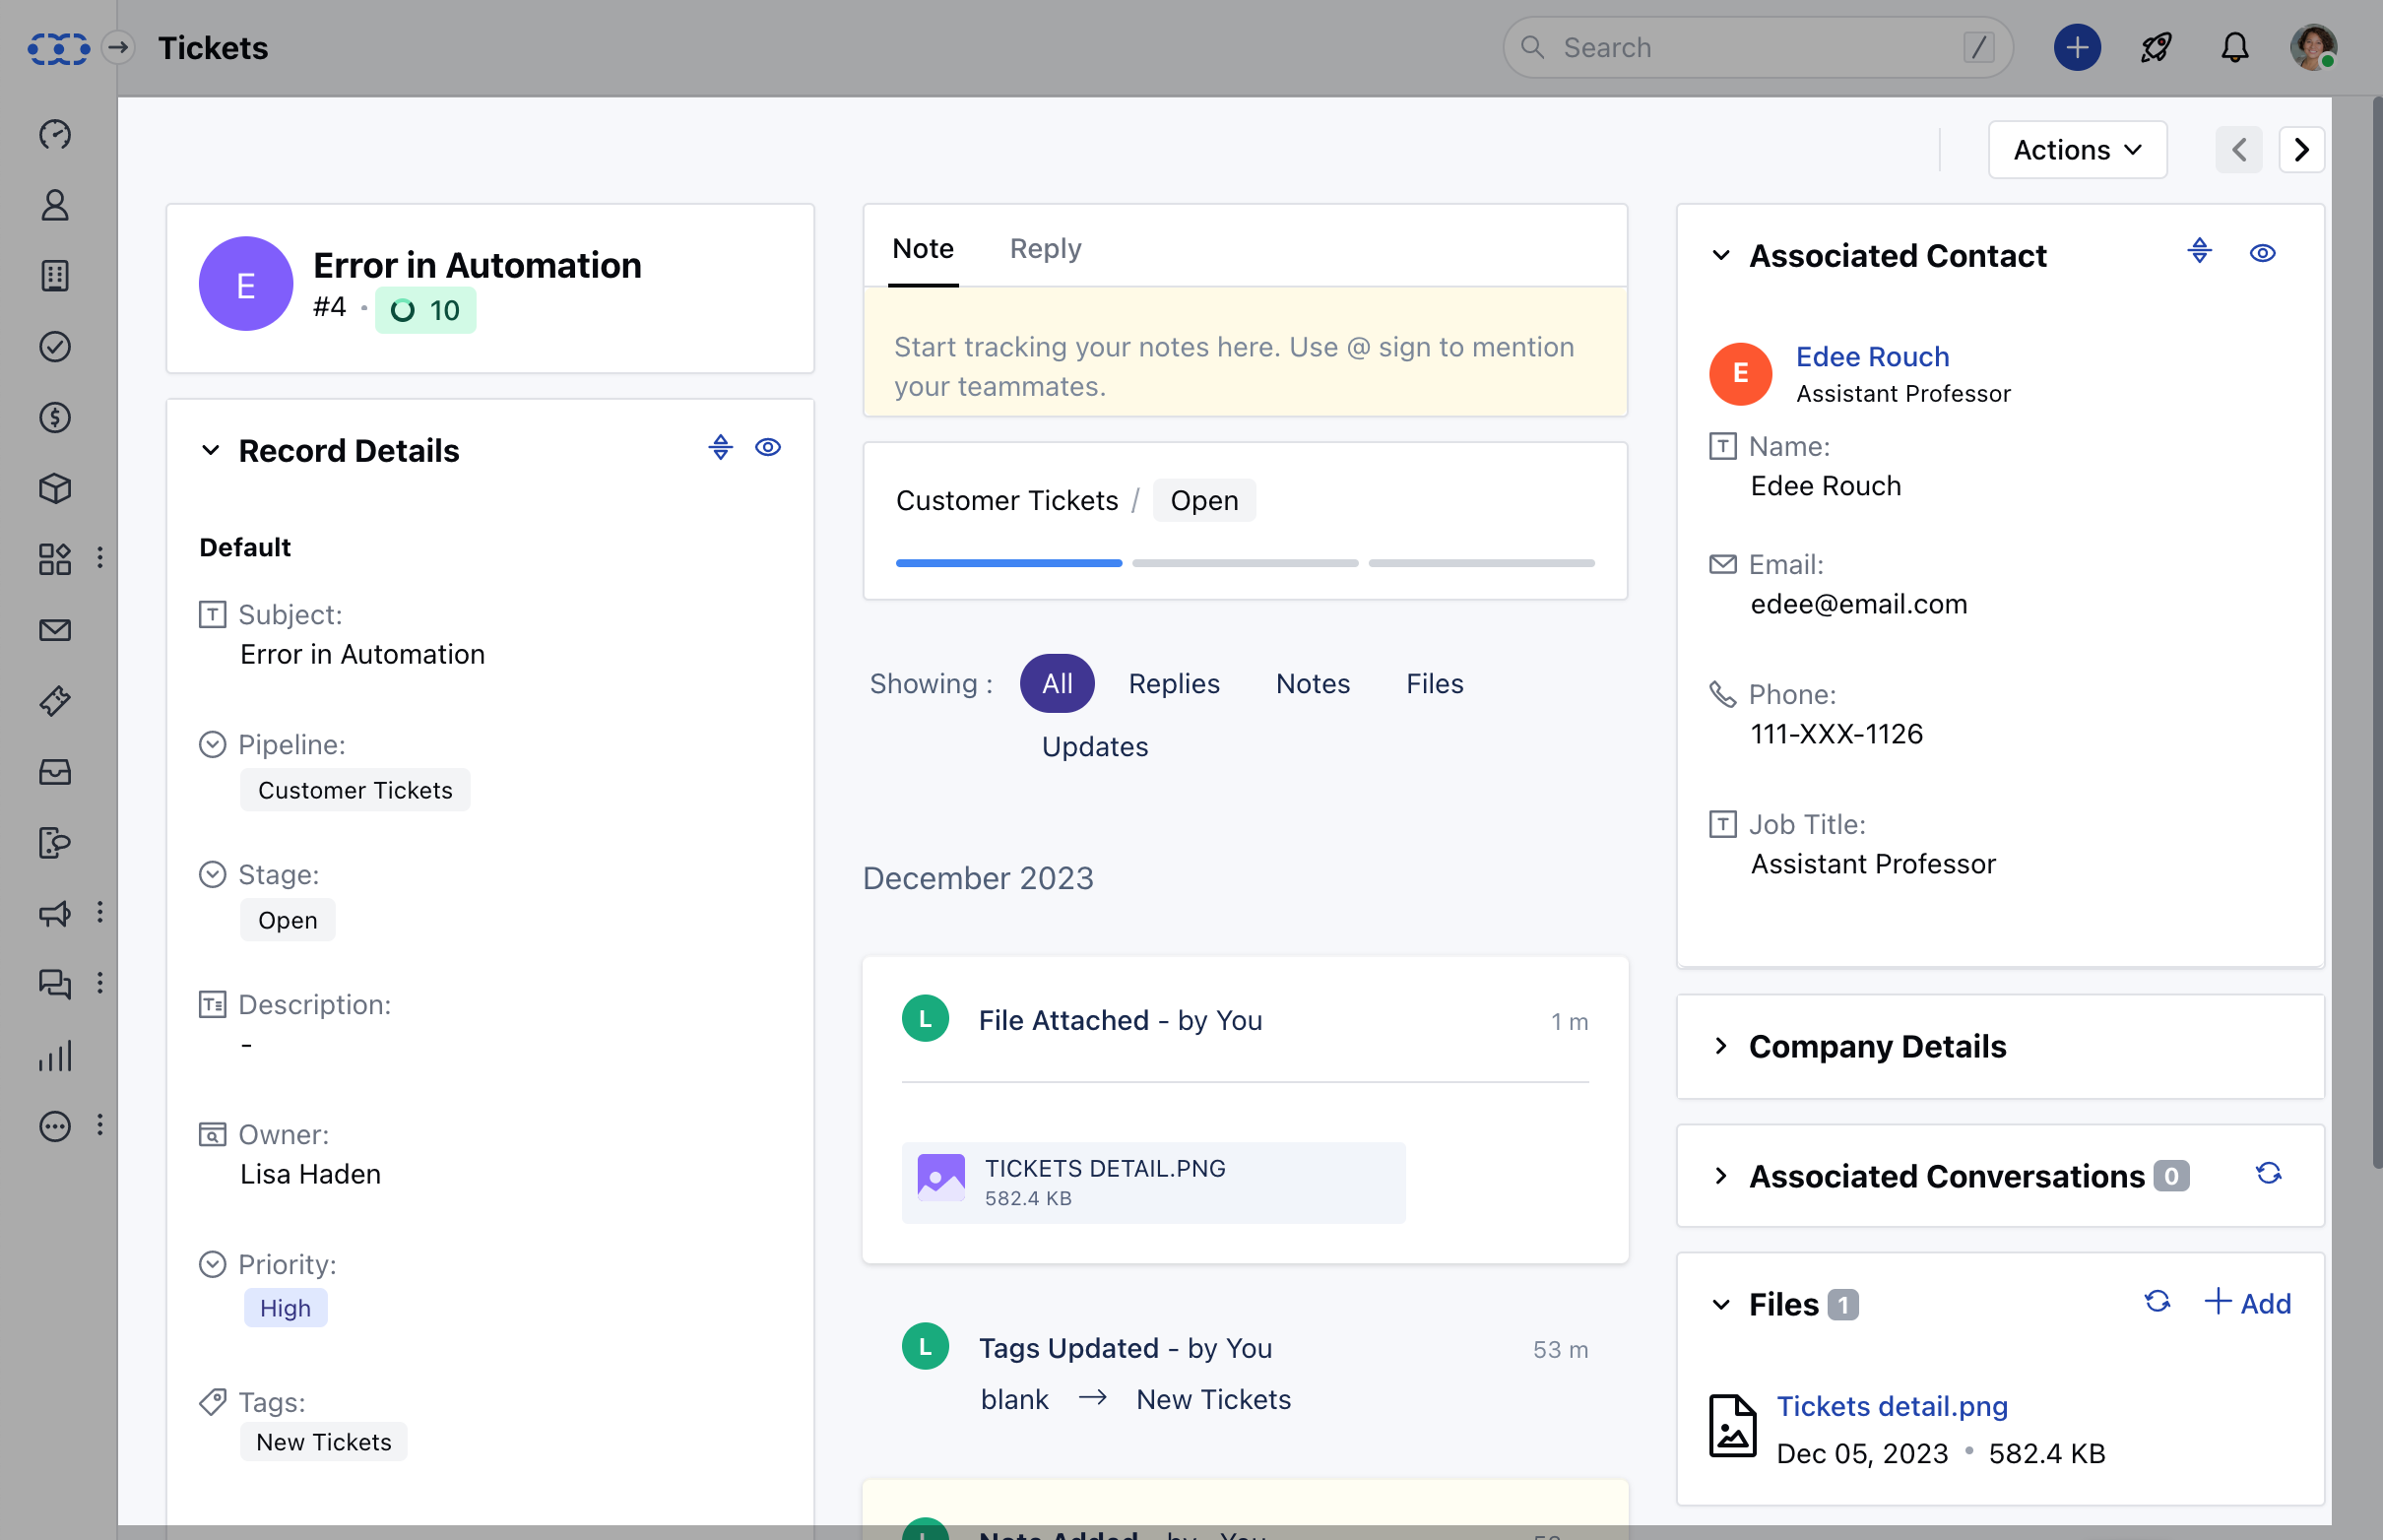 Tickets
Search
/
Actions
E
Error in Automation
#4 • 10
Record Details
Default
Subject:
Error in Automation
Pipeline:
Customer Tickets
Stage:
Open
Description:
-
Owner:
Lisa Haden
Priority:
High
Tags:
New Tickets
Note
Reply
Start tracking your notes here. Use @ sign to mention
your teammates.
Customer Tickets / Open
Showing : All Replies Notes Files
Updates
December 2023
L
File Attached - by You
1 m
TICKETS DETAIL.PNG
582.4 KB
L
Tags Updated - by You
53 m
blank → New Tickets
Note Added - by You
Associated Contact
E
Edee Rouch
Assistant Professor
Name:
Edee Rouch
Email:
edee@email.com
Phone:
111-XXX-1126
Job Title:
Assistant Professor
Company Details
Associated Conversations 0
Files 1
+ Add
Tickets detail.png
Dec 05, 2023 • 582.4 KB